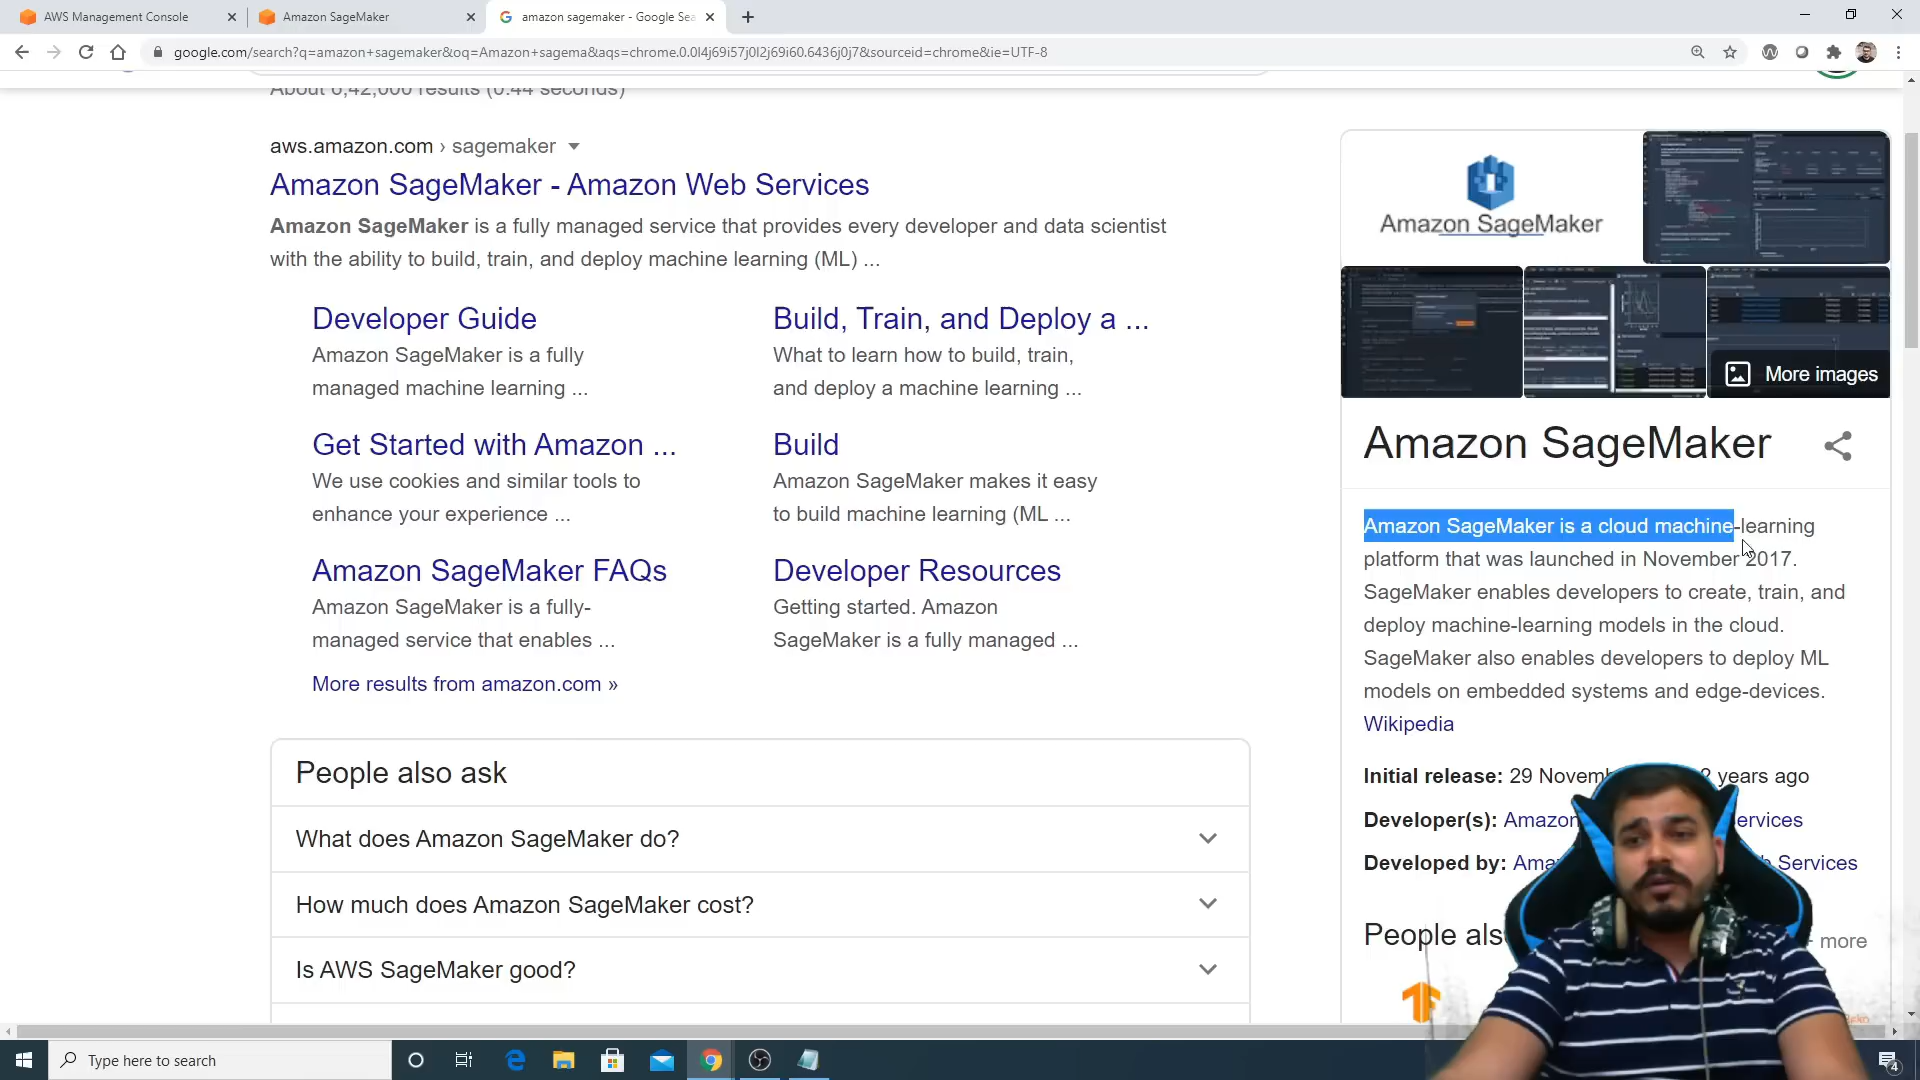 AWS Management Console
Amazon SageMaker
amazon sagemaker - Google Sea
google.com/search?q=amazon+sagemaker&oq=Amazon+sagema&aqs=chrome.0.0l4j69i57j0l2j69i60.6436j0j7&sourceid=chrome&ie=UTF-8
About 6,42,000 results (0.44 seconds)
aws.amazon.com › sagemaker
Amazon SageMaker - Amazon Web Services
Amazon SageMaker is a fully managed service that provides every developer and data scientist
with the ability to build, train, and deploy machine learning (ML) ...
Developer Guide
Amazon SageMaker is a fully
managed machine learning ...
Build, Train, and Deploy a ...
What to learn how to build, train,
and deploy a machine learning ...
Get Started with Amazon ...
We use cookies and similar tools to
enhance your experience ...
Build
Amazon SageMaker makes it easy
to build machine learning (ML ...
Amazon SageMaker FAQs
Amazon SageMaker is a fully-
managed service that enables ...
Developer Resources
Getting started. Amazon
SageMaker is a fully managed ...
More results from amazon.com »
People also ask
What does Amazon SageMaker do?
How much does Amazon SageMaker cost?
Is AWS SageMaker good?
Amazon SageMaker
More images
Amazon SageMaker
Amazon SageMaker is a cloud machine-learning
platform that was launched in November 2017.
SageMaker enables developers to create, train, and
deploy machine-learning models in the cloud.
SageMaker also enables developers to deploy ML
models on embedded systems and edge-devices.
Wikipedia
Initial release: 29 Novem 2 years ago
Developer(s): Amazon ervices
Developed by: Ama b Services
People als more
Type here to search
4